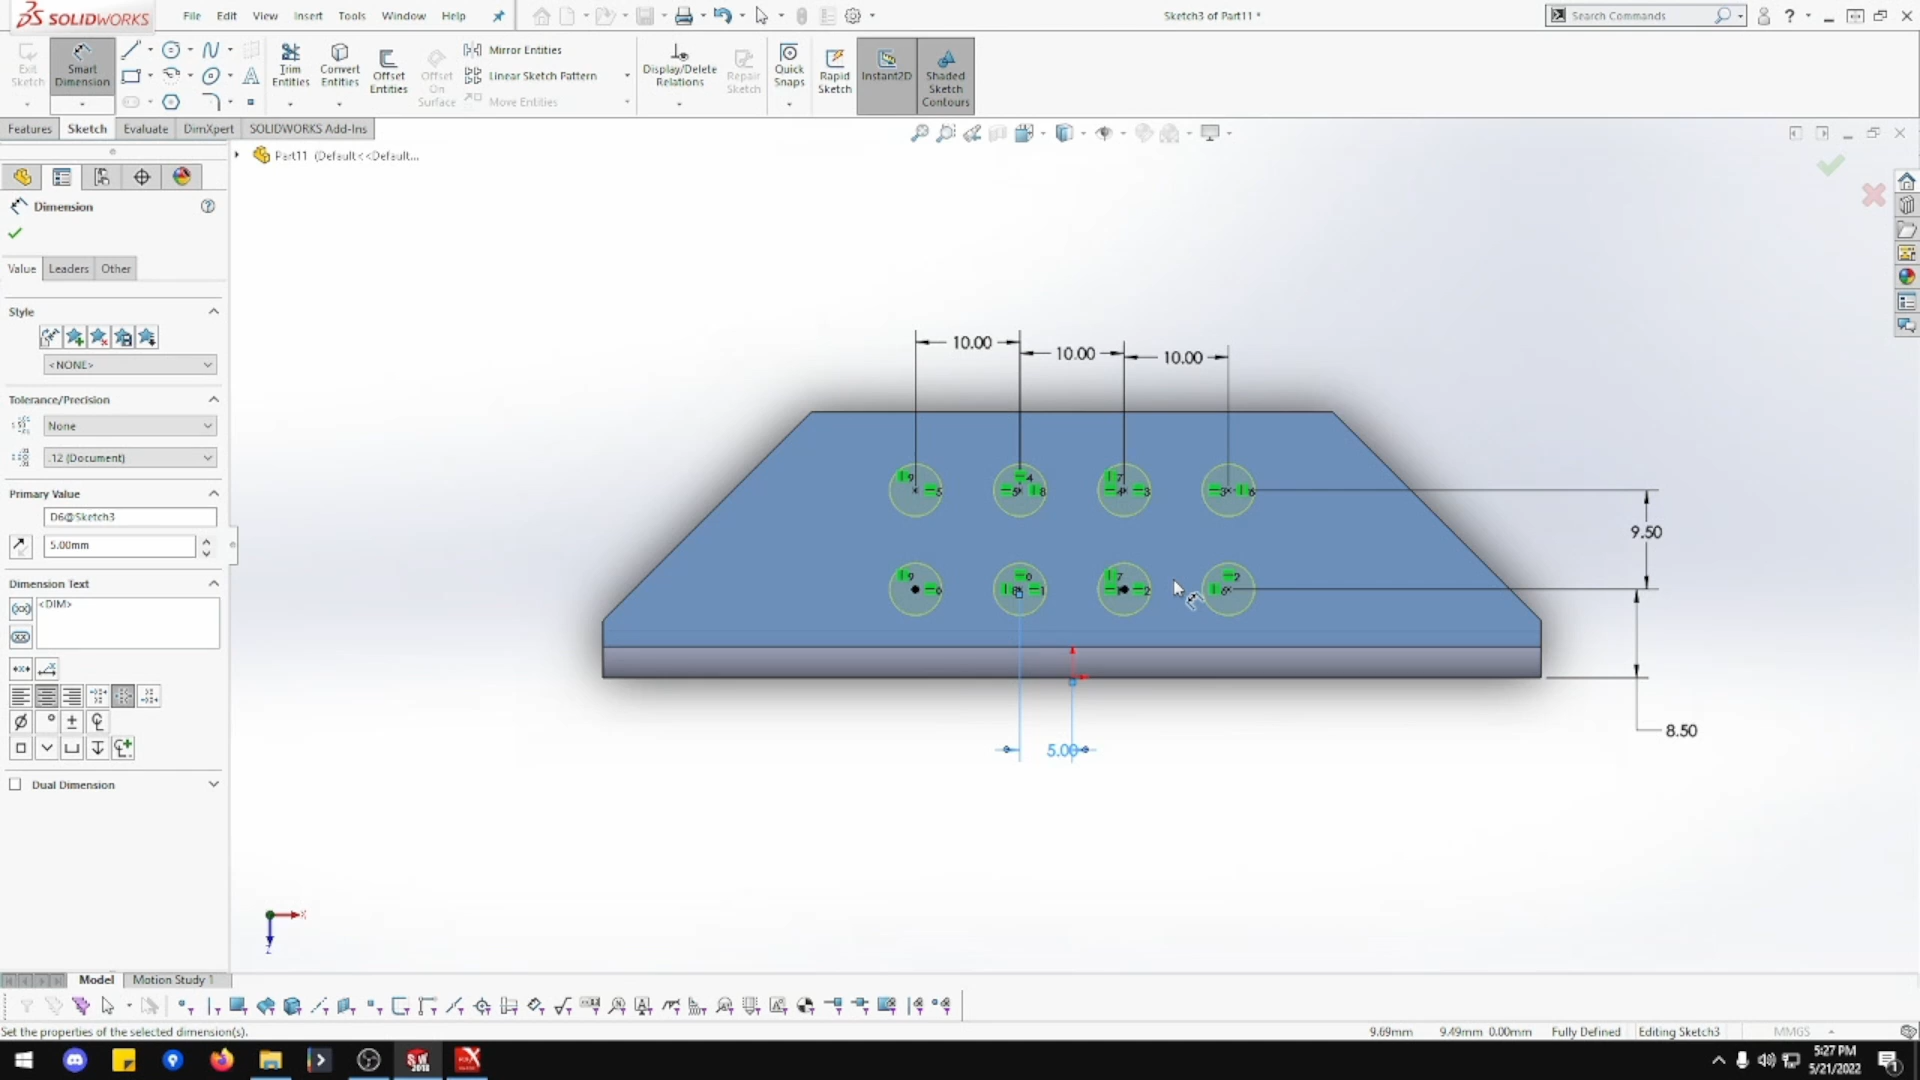 SOLIDWORKS
File Edit View Insert Tools Window Help
Sketch3 of Part11 *
Search Commands
Exit Sketch
Smart Dimension
Trim Entities
Convert Entities
Offset Entities
Offset On Surface
Mirror Entities
Linear Sketch Pattern
Move Entities
Display/Delete Relations
Repair Sketch
Quick Snaps
Rapid Sketch
Instant2D
Shaded Sketch Contours
Features Sketch Evaluate DimXpert SOLIDWORKS Add-Ins
Part11 (Default<<Default...
Dimension
Value Leaders Other
Style
<NONE>
Tolerance/Precision
None
.12 (Document)
Primary Value
D6@Sketch3
5.00mm
Dimension Text
<DIM>
Dual Dimension
10.00
10.00
10.00
9.50
8.50
5.00
Model Motion Study 1
Set the properties of the selected dimension(s).
9.69mm 9.49mm 0.00mm Fully Defined Editing Sketch3 MMGS
5:27 PM
5/21/2022